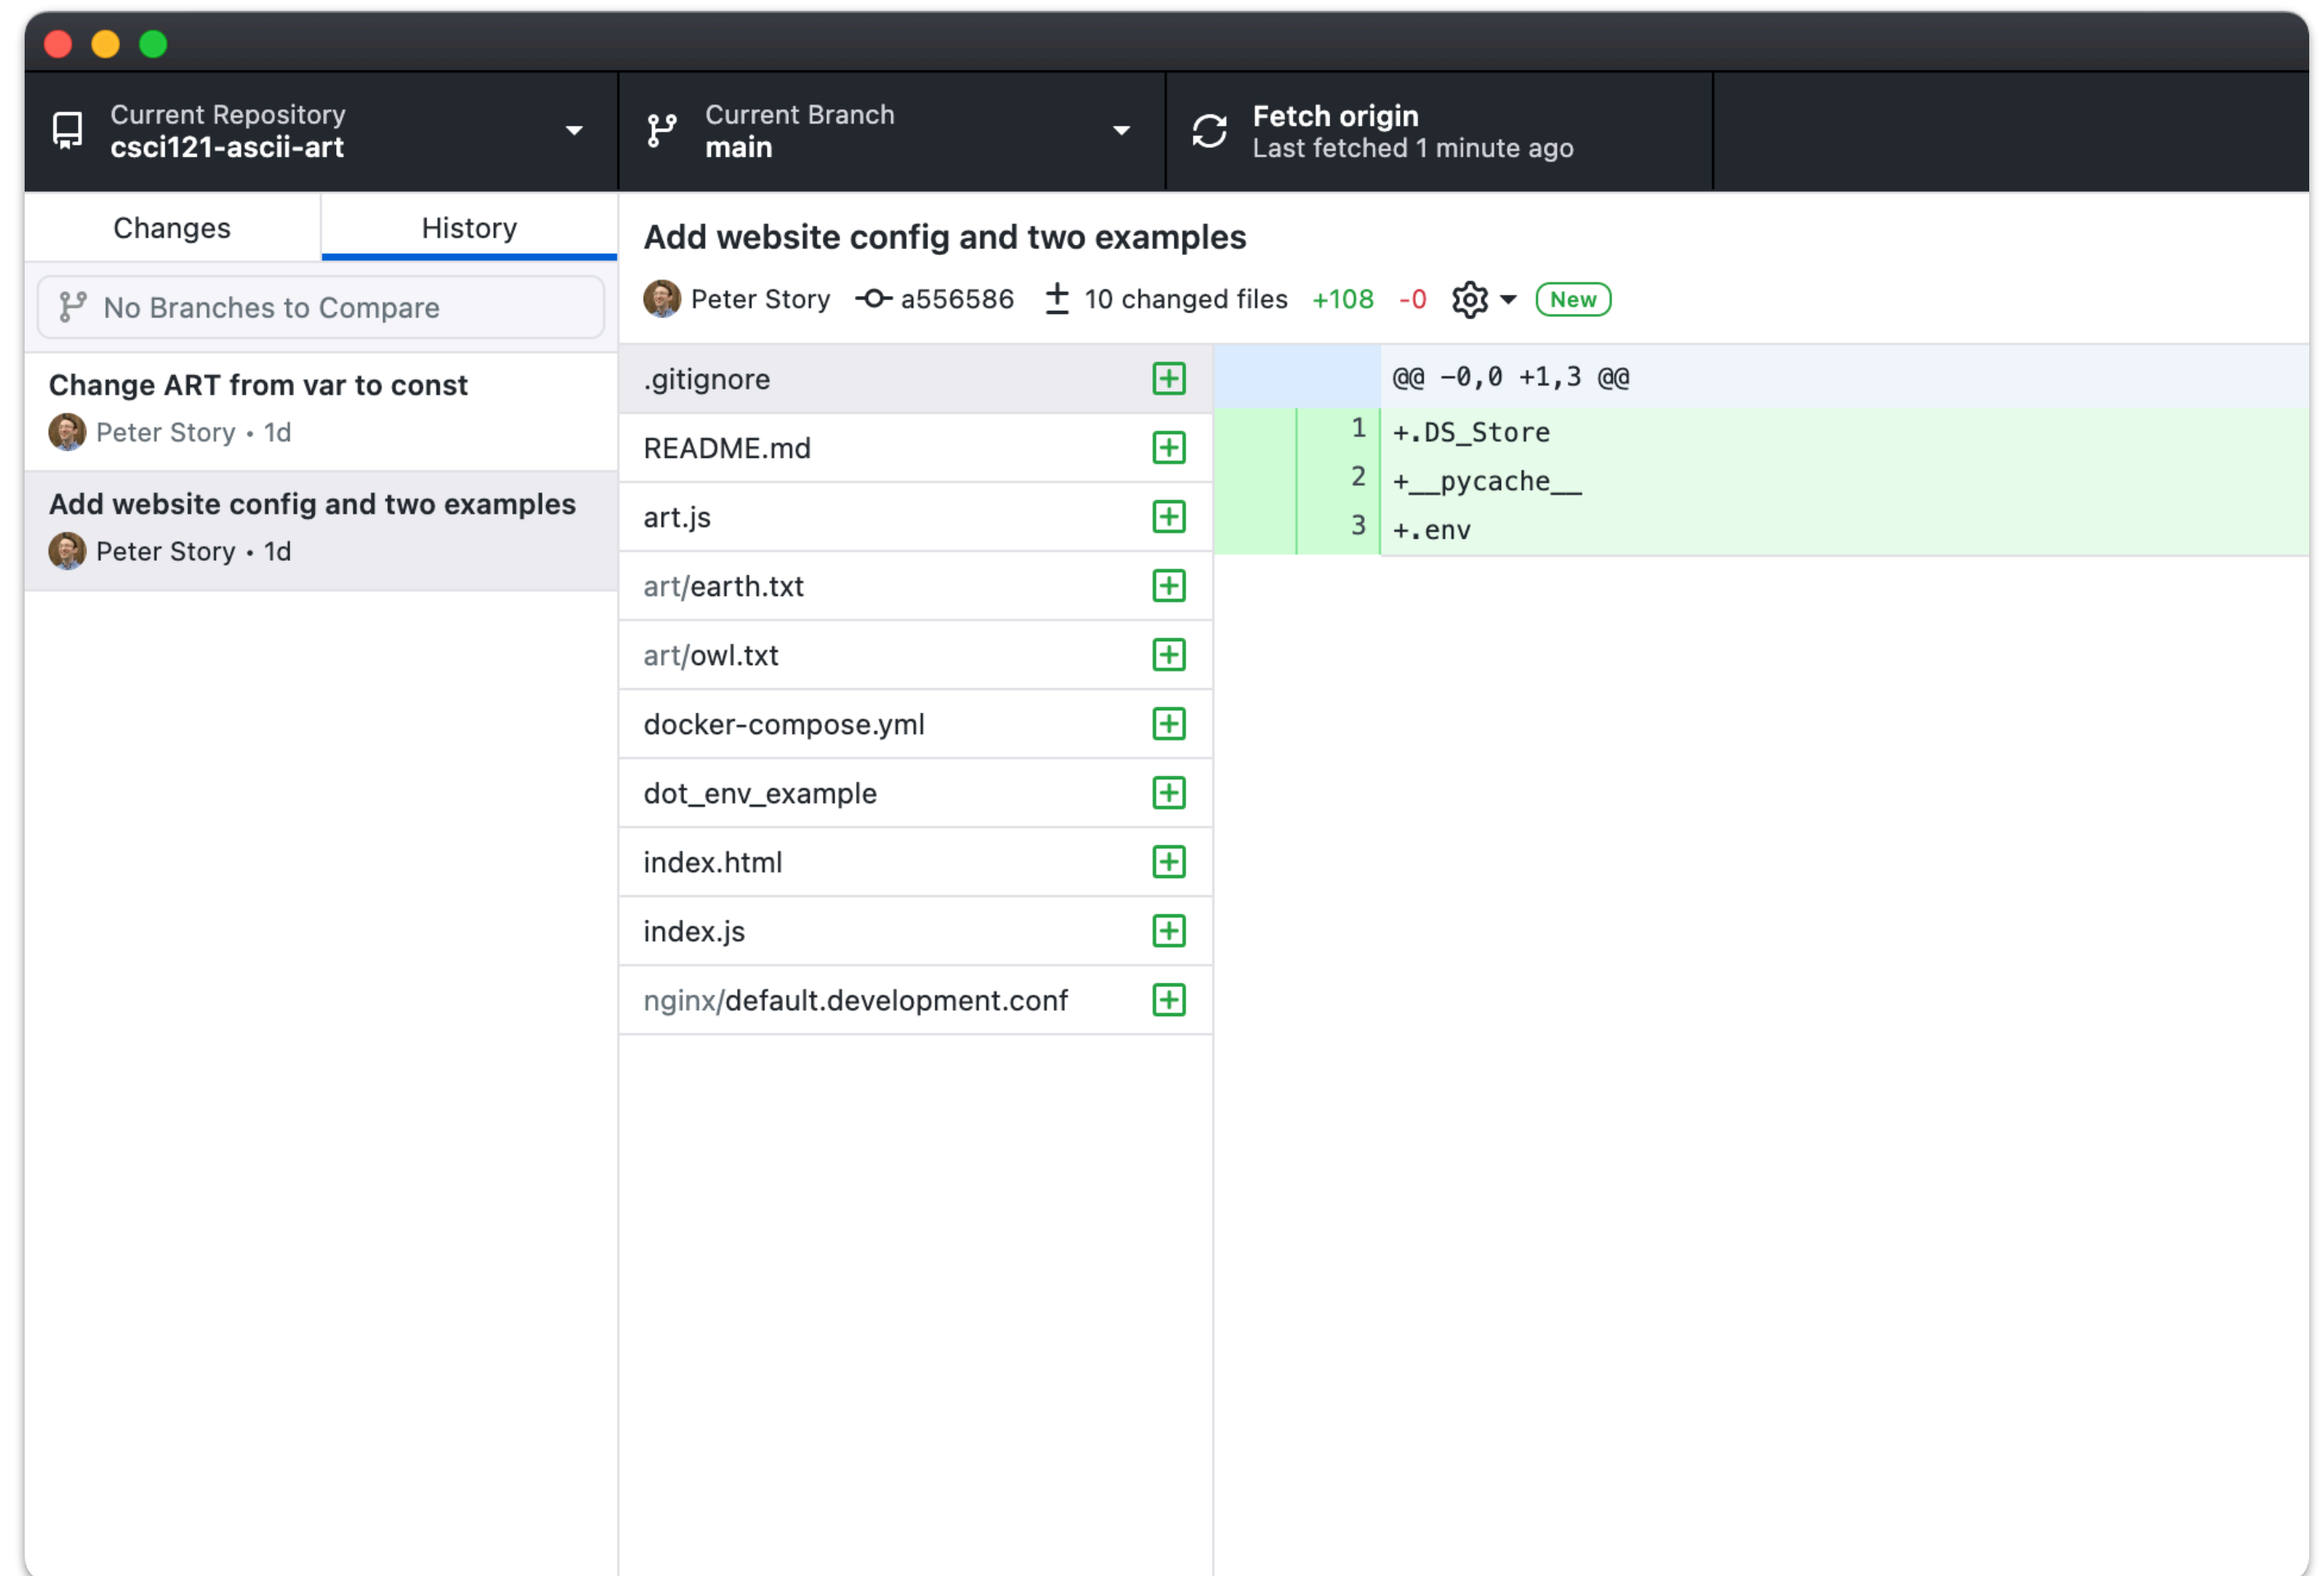 Current Repository
csci121-ascii-art
Current Branch
main
Fetch origin
Last fetched 1 minute ago
Changes
History
No Branches to Compare
Change ART from var to const
Peter Story • 1d
Add website config and two examples
Peter Story • 1d
Add website config and two examples
Peter Story a556586 10 changed files +108 -0 New
.gitignore
README.md
art.js
art/earth.txt
art/owl.txt
docker-compose.yml
dot_env_example
index.html
index.js
nginx/default.development.conf
@@ -0,0 +1,3 @@
1 +.DS_Store
2 +__pycache__
3 +.env